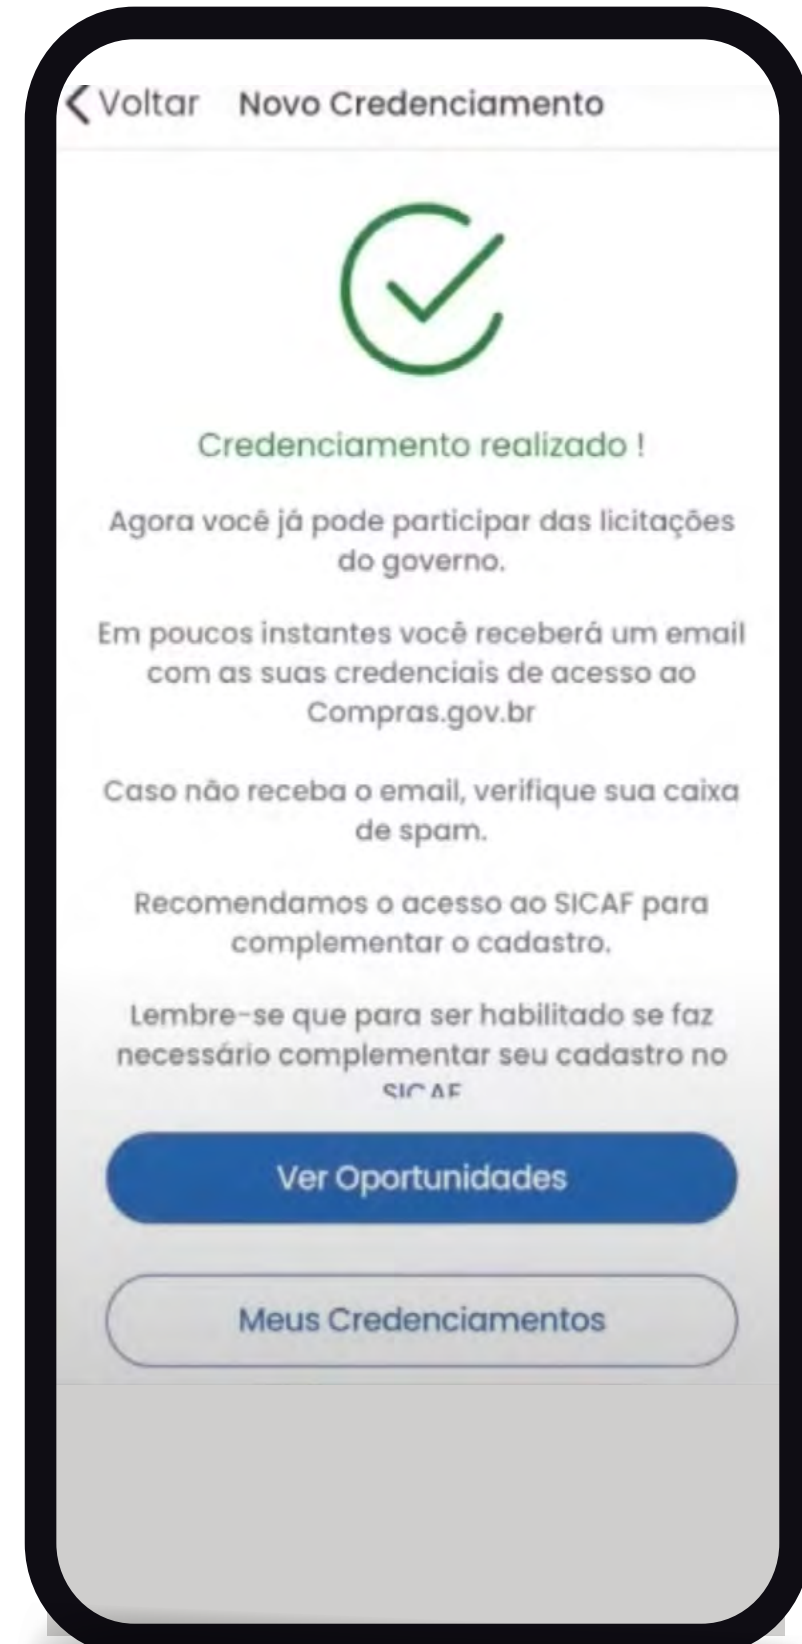 Voltar Novo Credenciamento
Credenciamento realizado !
Agora você já pode participar das licitações
do governo.
Em poucos instantes você receberá um email
com as suas credenciais de acesso ao
Compras.gov.br
Caso não receba o email, verifique sua caixa
de spam.
Recomendamos o acesso ao SICAF para
complementar o cadastro.
Lembre-se que para ser habilitado se faz
necessário complementar seu cadastro no
SICAF
Ver Oportunidades
Meus Credenciamentos